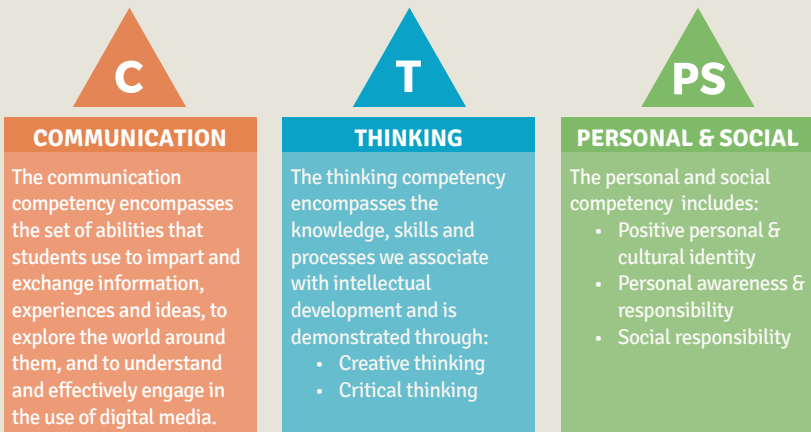 C
COMMUNICATION
The communication
competency encompasses
the set of abilities that
students use to impart and
exchange information,
experiences and ideas, to
explore the world around
them, and to understand
and effectively engage in
the use of digital media.
T
THINKING
The thinking competency
encompasses the
knowledge, skills and
processes we associate
with intellectual
development and is
demonstrated through:
• Creative thinking
• Critical thinking
PS
PERSONAL & SOCIAL
The personal and social
competency includes:
• Positive personal &
cultural identity
• Personal awareness &
responsibility
• Social responsibility